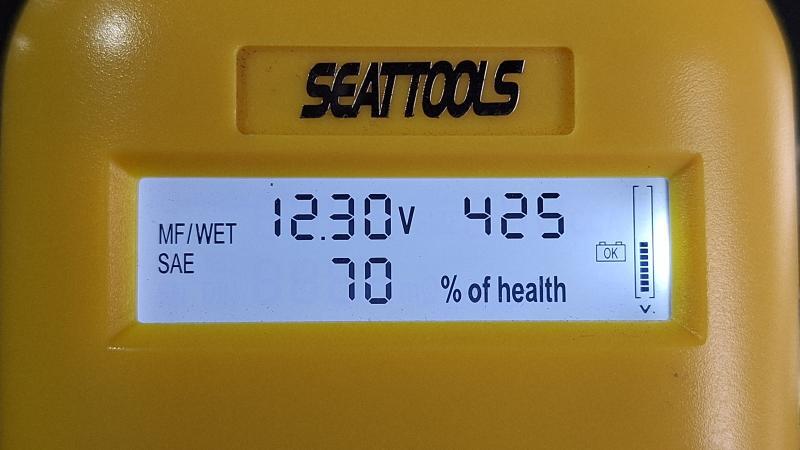 SEATTOOLS
MF/WET 12.30V 425
SAE 70 % of health
OK
V.